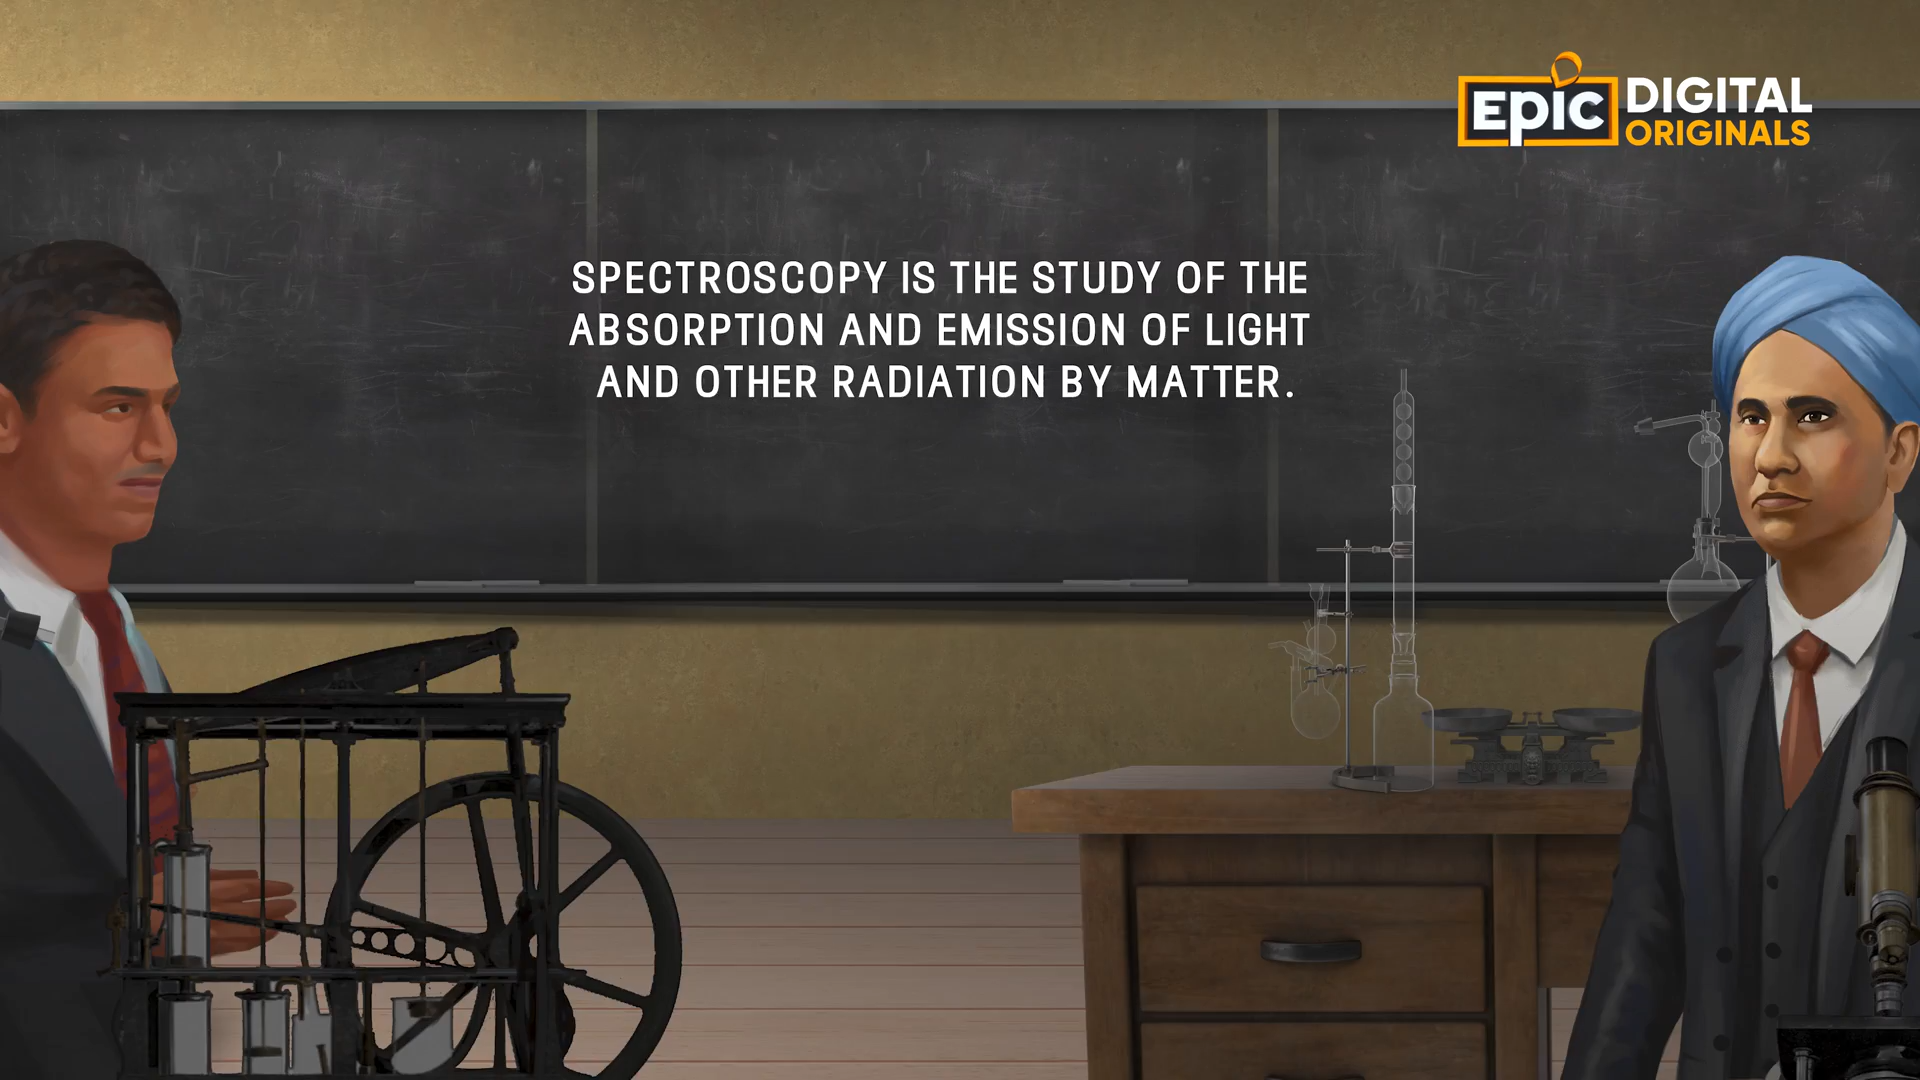 EPIC DIGITAL
ORIGINALS
SPECTROSCOPY IS THE STUDY OF THE
ABSORPTION AND EMISSION OF LIGHT
AND OTHER RADIATION BY MATTER.